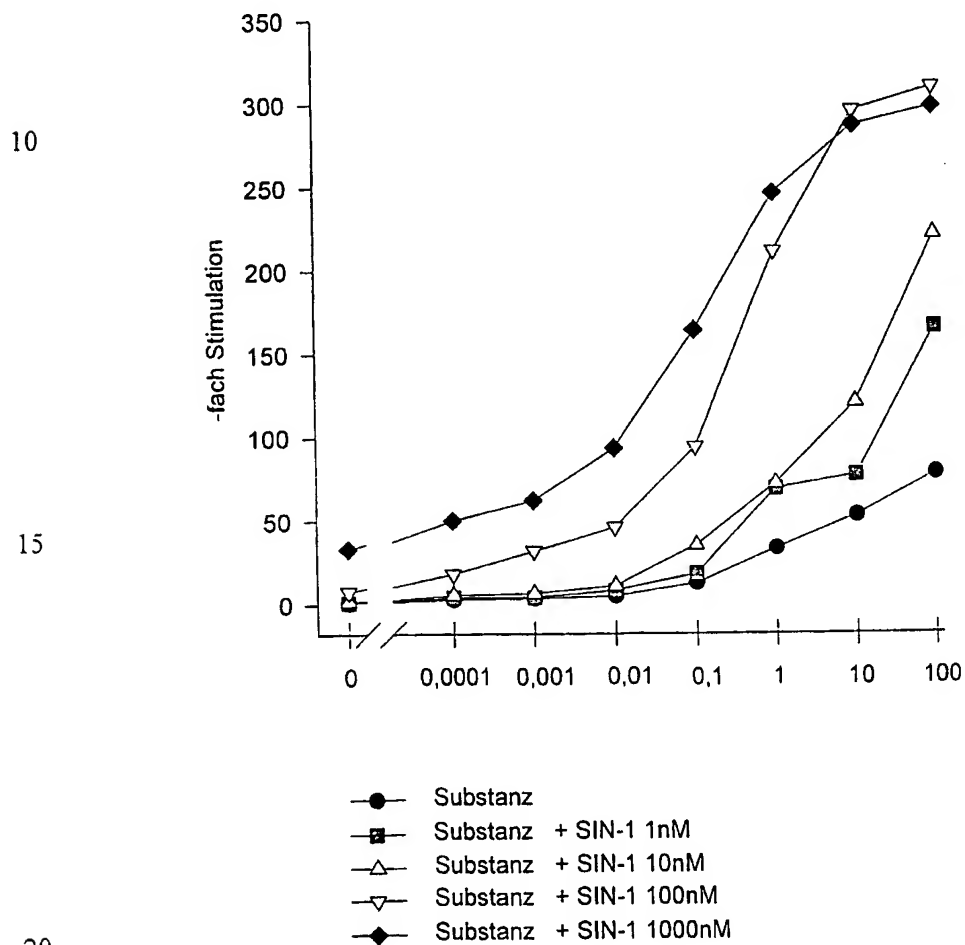 350
300
10
250
-fach Stimulation
200
150
100
50
15
0
0 0,0001 0,001 0,01 0,1 1 10 100
Substanz
Substanz + SIN-1 1nM
Substanz + SIN-1 10nM
Substanz + SIN-1 100nM
Substanz + SIN-1 1000nM
20